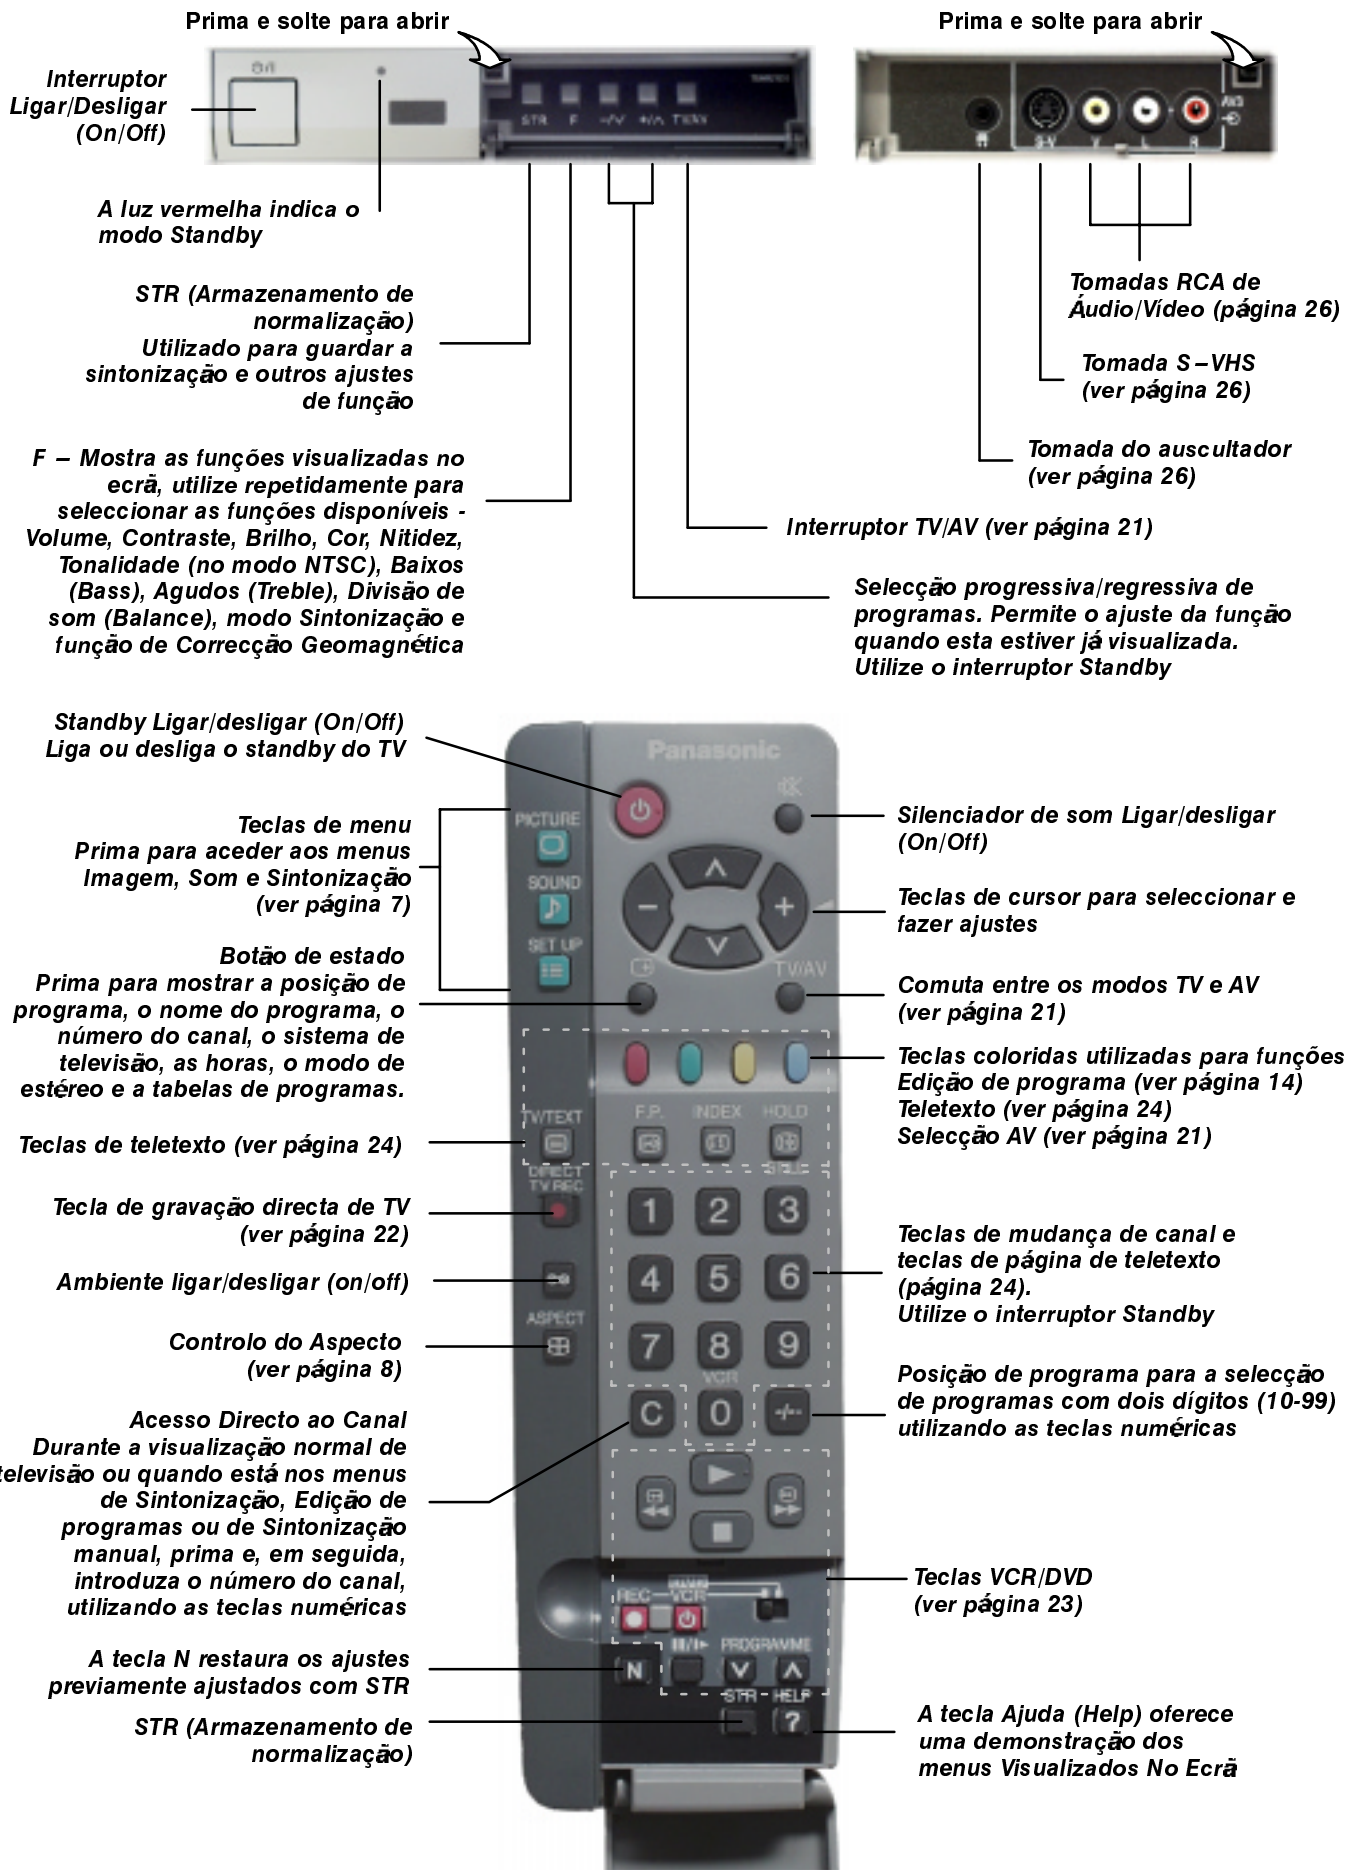 Prima e solte para abrir
Prima e solte para abrir
Interruptor
Ligar/Desligar
(On/Off)
STR F –/∨ +/∧ TV/AV
S-V V L R
AV3
A luz vermelha indica o
modo Standby
STR (Armazenamento de
normalização)
Utilizado para guardar a
sintonização e outros ajustes
de função
F – Mostra as funções visualizadas no
ecrã, utilize repetidamente para
seleccionar as funções disponíveis -
Volume, Contraste, Brilho, Cor, Nitidez,
Tonalidade (no modo NTSC), Baixos
(Bass), Agudos (Treble), Divisão de
som (Balance), modo Sintonização e
função de Correcção Geomagnética
Tomadas RCA de
Áudio/Vídeo (página 26)
Tomada S–VHS
(ver página 26)
Tomada do auscultador
(ver página 26)
Interruptor TV/AV (ver página 21)
Selecção progressiva/regressiva de
programas. Permite o ajuste da função
quando esta estiver já visualizada.
Utilize o interruptor Standby
Standby Ligar/desligar (On/Off)
Liga ou desliga o standby do TV
Teclas de menu
Prima para aceder aos menus
Imagem, Som e Sintonização
(ver página 7)
Botão de estado
Prima para mostrar a posição de
programa, o nome do programa, o
número do canal, o sistema de
televisão, as horas, o modo de
estéreo e a tabelas de programas.
Teclas de teletexto (ver página 24)
Tecla de gravação directa de TV
(ver página 22)
Ambiente ligar/desligar (on/off)
Controlo do Aspecto
(ver página 8)
Acesso Directo ao Canal
Durante a visualização normal de
televisão ou quando está nos menus
de Sintonização, Edição de
programas ou de Sintonização
manual, prima e, em seguida,
introduza o número do canal,
utilizando as teclas numéricas
A tecla N restaura os ajustes
previamente ajustados com STR
STR (Armazenamento de
normalização)
Panasonic
PICTURE
SOUND
SET UP
TV/AV
TV/TEXT
F.P. INDEX HOLD
STILL
DIRECT
TV REC
1 2 3
4 5 6
ASPECT
7 8 9
VCR
C 0 -/--
REC VCR
PROGRAMME
N
STR HELP
?
Silenciador de som Ligar/desligar
(On/Off)
Teclas de cursor para seleccionar e
fazer ajustes
Comuta entre os modos TV e AV
(ver página 21)
Teclas coloridas utilizadas para funções
Edição de programa (ver página 14)
Teletexto (ver página 24)
Selecção AV (ver página 21)
Teclas de mudança de canal e
teclas de página de teletexto
(página 24).
Utilize o interruptor Standby
Posição de programa para a selecção
de programas com dois dígitos (10-99)
utilizando as teclas numéricas
Teclas VCR/DVD
(ver página 23)
A tecla Ajuda (Help) oferece
uma demonstração dos
menus Visualizados No Ecrã